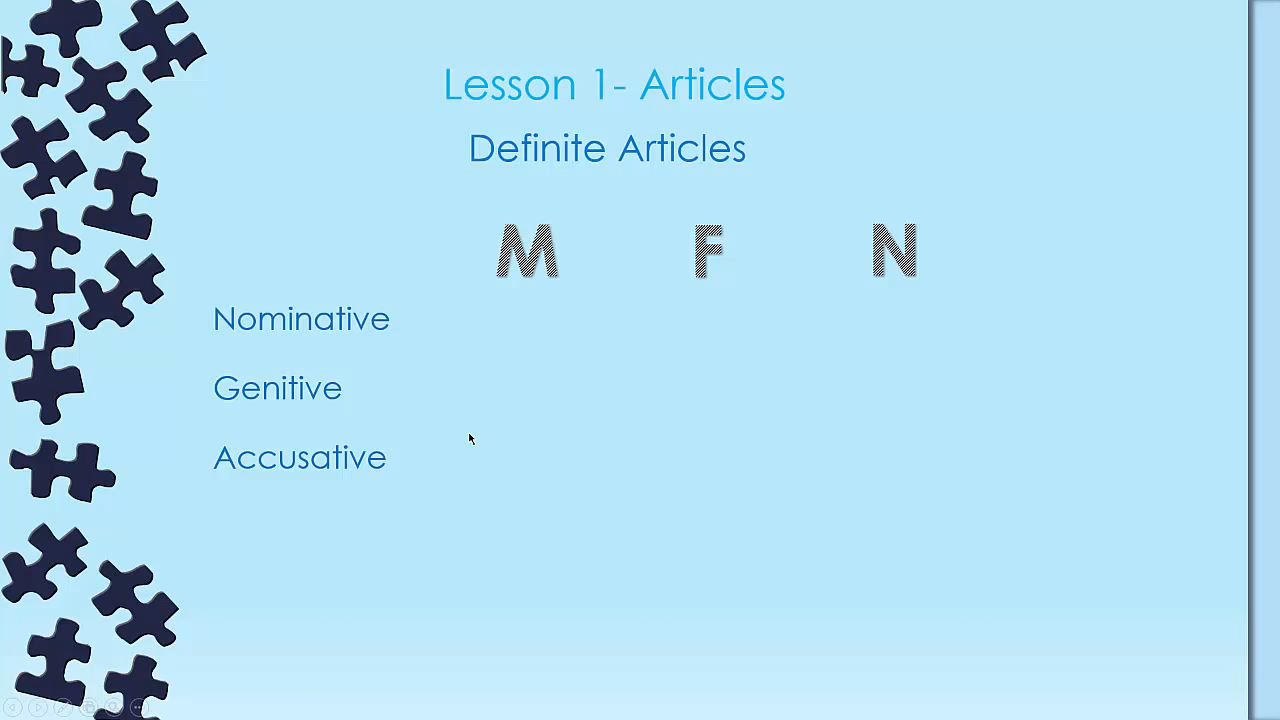 Lesson 1- Articles
Definite Articles
M F N
Nominative
Genitive
Accusative